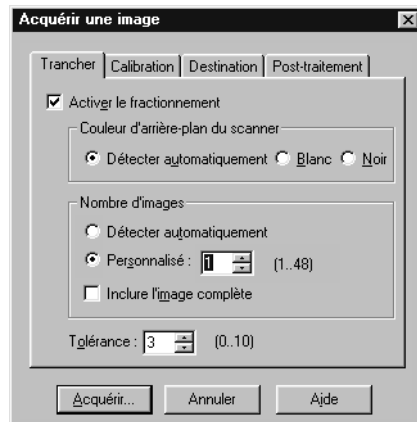 Acquérir une image
Trancher Calibration Destination Post-traitement
Activer le fractionnement
Couleur d'arrière-plan du scanner
Détecter automatiquement Blanc Noir
Nombre d'images
Détecter automatiquement
Personnalisé : 1 (1..48)
Inclure l'image complète
Tolérance : 3 (0..10)
Acquérir... Annuler Aide